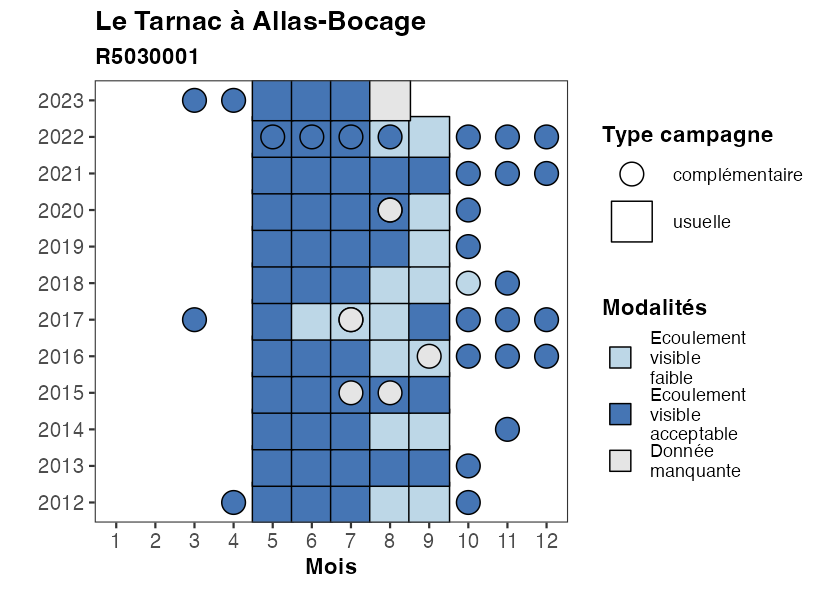 Le Tarnac à Allas-Bocage
R5030001
2023
2022
2021
2020
2019
2018
2017
2016
2015
2014
2013
2012
1 2 3 4 5 6 7 8 9 10 11 12
Mois
Type campagne
complémentaire
usuelle
Modalités
Ecoulement
visible
faible
Ecoulement
visible
acceptable
Donnée
manquante